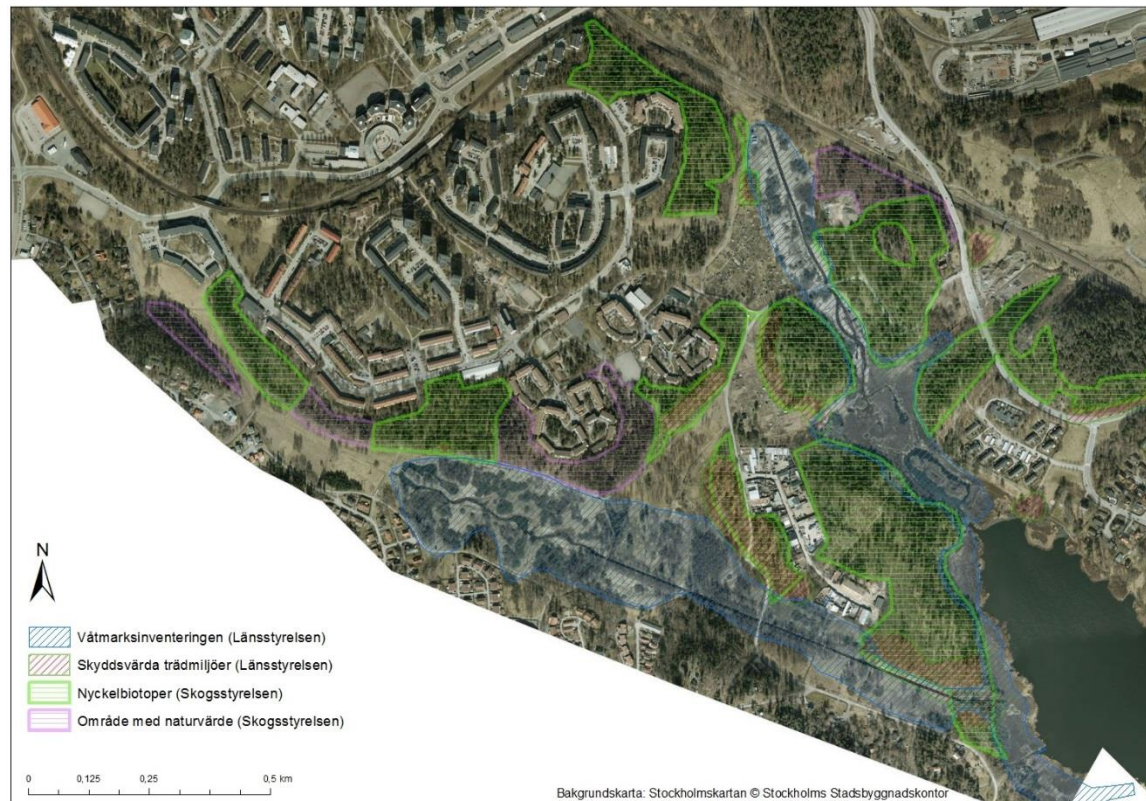 N
Våtmarksinventeringen (Länsstyrelsen)
Skyddsvärda trädmiljöer (Länsstyrelsen)
Nyckelbiotoper (Skogsstyrelsen)
Område med naturvärde (Skogsstyrelsen)
0 0,125 0,25 0,5 km
Bakgrundskarta: Stockholmskartan © Stockholms Stadsbyggnadskontor